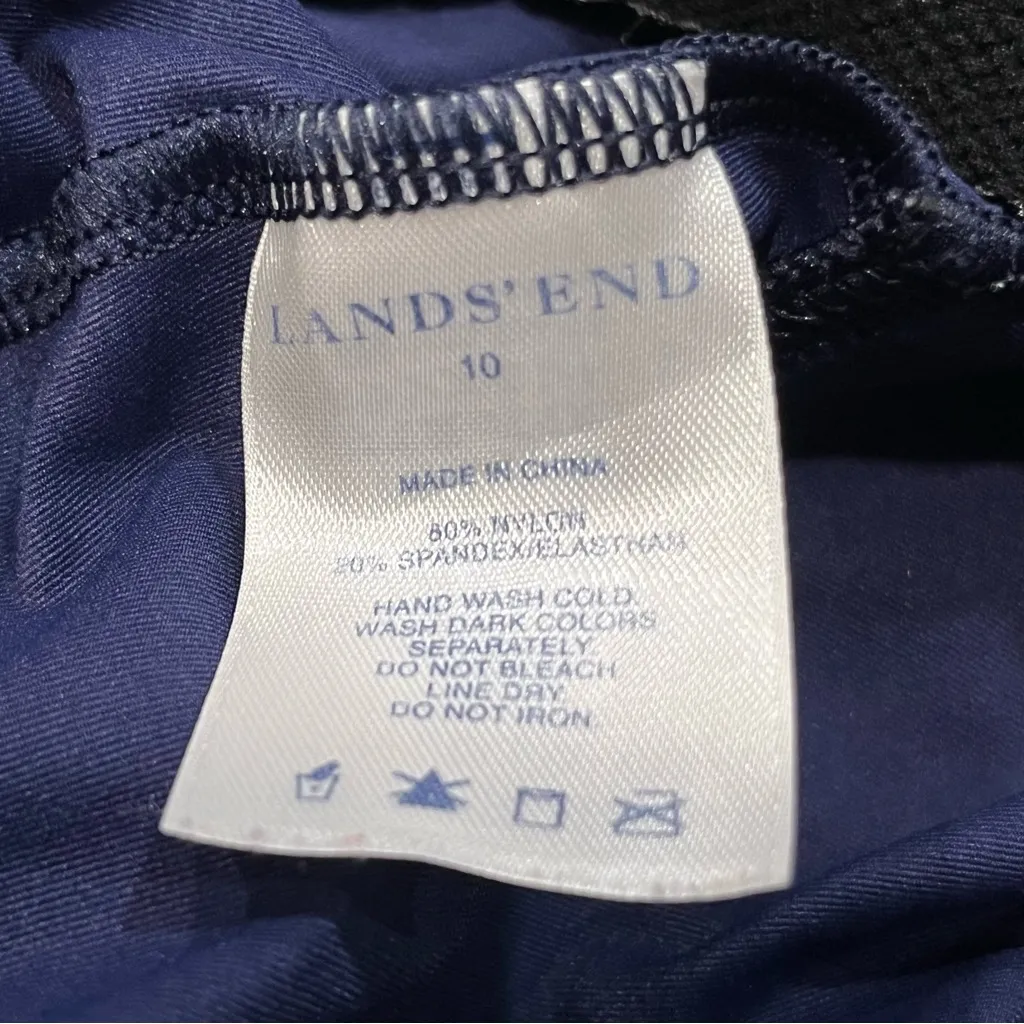 LANDS' END
10
MADE IN CHINA
80% NYLON
20% SPANDEX/ELASTHAN
HAND WASH COLD,
WASH DARK COLORS
SEPARATELY,
DO NOT BLEACH
LINE DRY,
DO NOT IRON